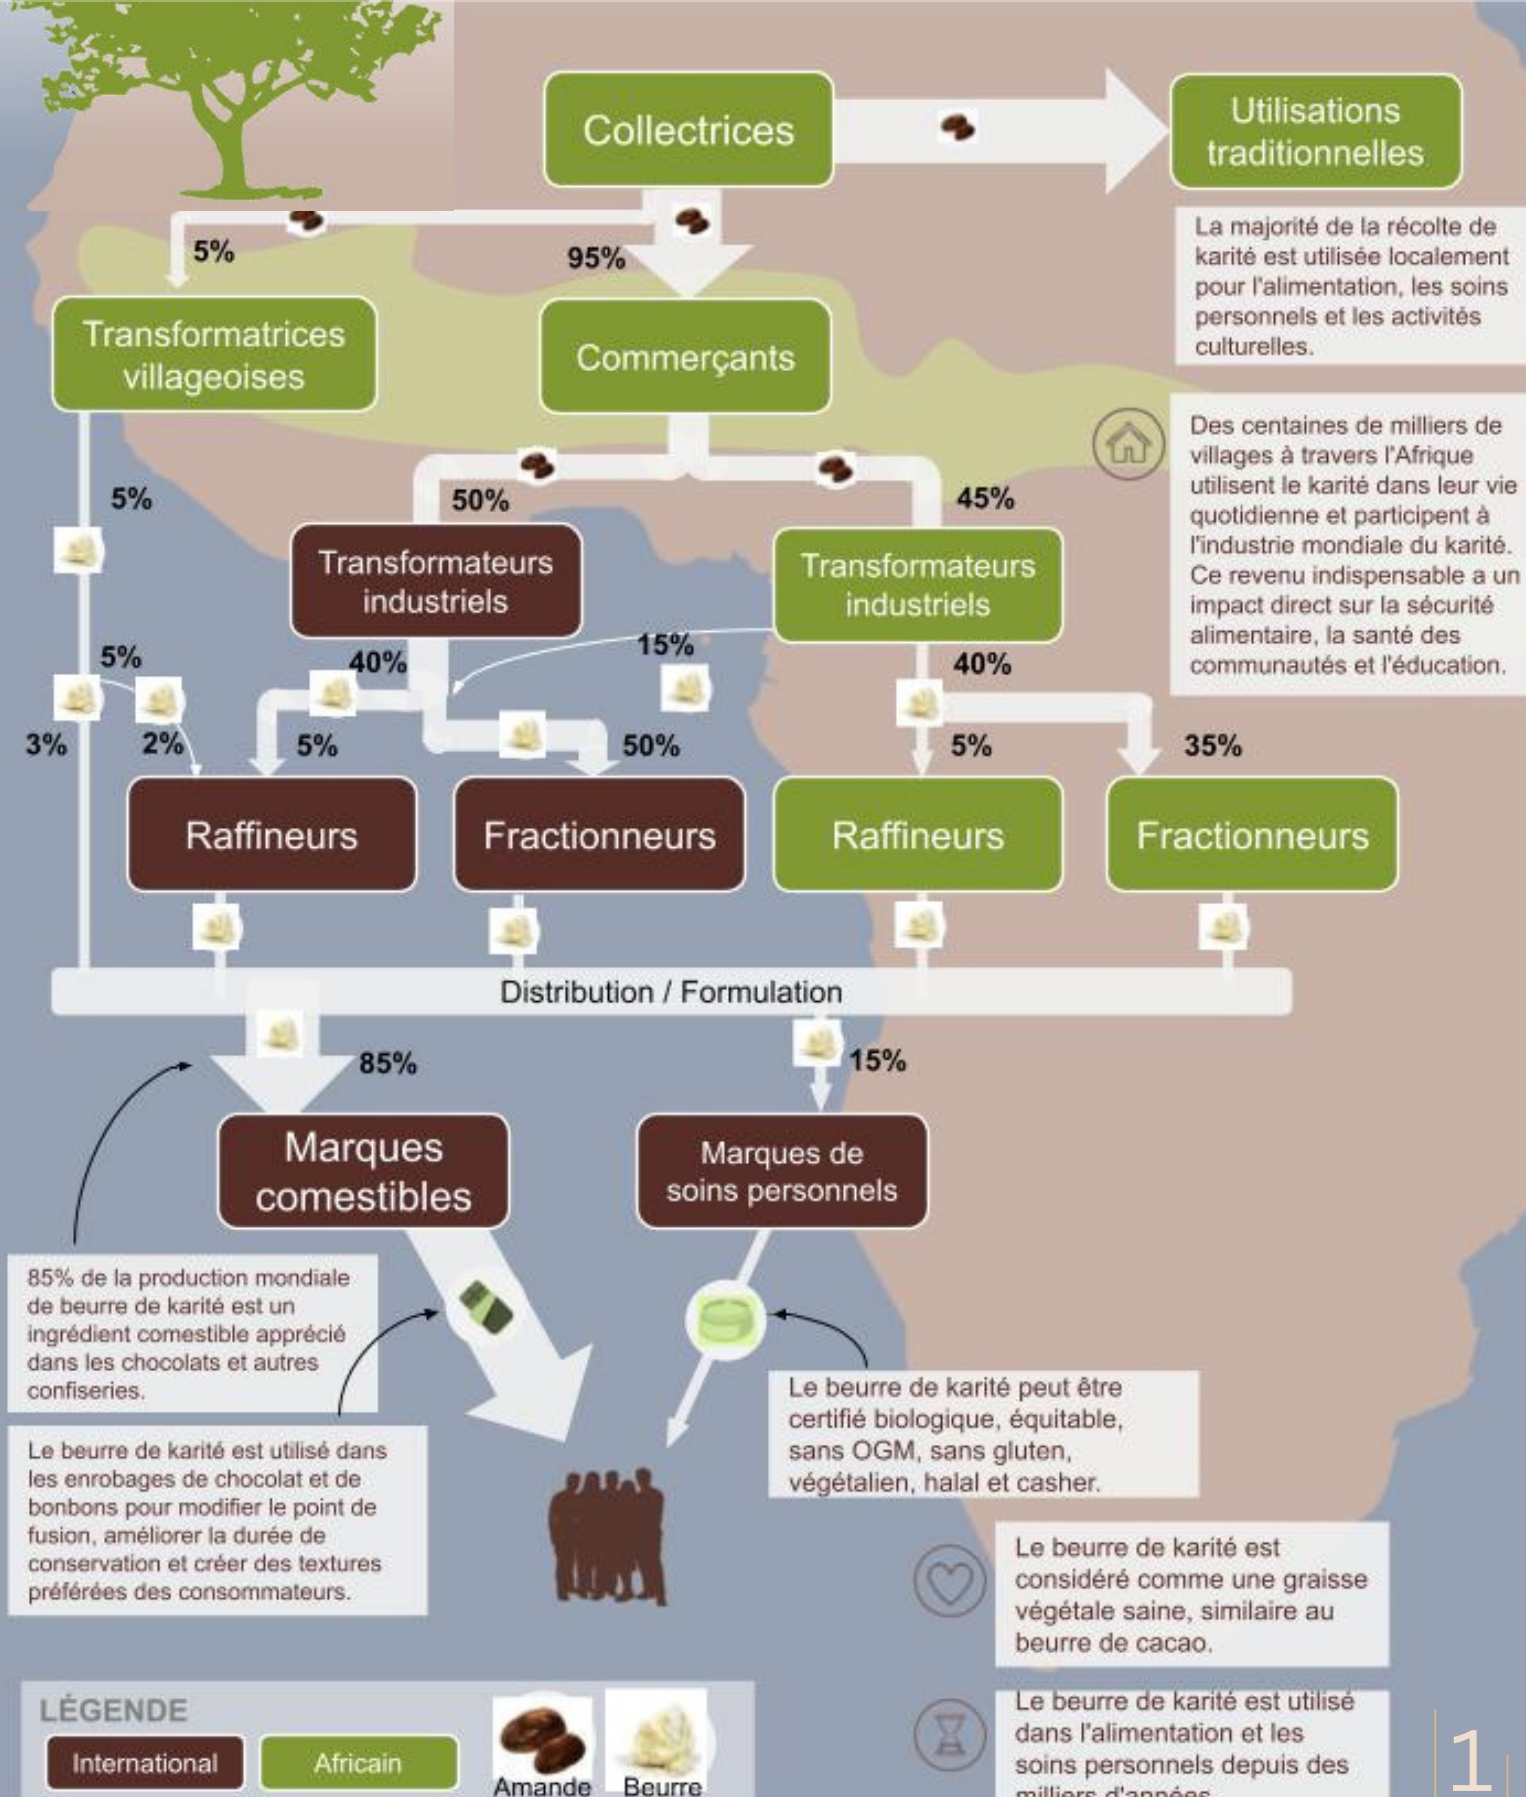 Collectrices
Utilisations
traditionnelles
La majorité de la récolte de
karité est utilisée localement
pour l'alimentation, les soins
personnels et les activités
culturelles.
5%
95%
Transformatrices
villageoises
Commerçants
Des centaines de milliers de
villages à travers l'Afrique
utilisent le karité dans leur vie
quotidienne et participent à
l'industrie mondiale du karité.
Ce revenu indispensable a un
impact direct sur la sécurité
alimentaire, la santé des
communautés et l'éducation.
5%
50%
45%
Transformateurs
industriels
Transformateurs
industriels
5%
40%
15%
40%
3%
2%
5%
50%
5%
35%
Raffineurs
Fractionneurs
Raffineurs
Fractionneurs
Distribution / Formulation
85%
15%
Marques
comestibles
Marques de
soins personnels
85% de la production mondiale
de beurre de karité est un
ingrédient comestible apprécié
dans les chocolats et autres
confiseries.
Le beurre de karité peut être
certifié biologique, équitable,
sans OGM, sans gluten,
végétalien, halal et casher.
Le beurre de karité est utilisé dans
les enrobages de chocolat et de
bonbons pour modifier le point de
fusion, améliorer la durée de
conservation et créer des textures
préférées des consommateurs.
Le beurre de karité est
considéré comme une graisse
végétale saine, similaire au
beurre de cacao.
LÉGENDE
International
Africain
Amande
Beurre
Le beurre de karité est utilisé
dans l'alimentation et les
soins personnels depuis des
milliers d'années
1